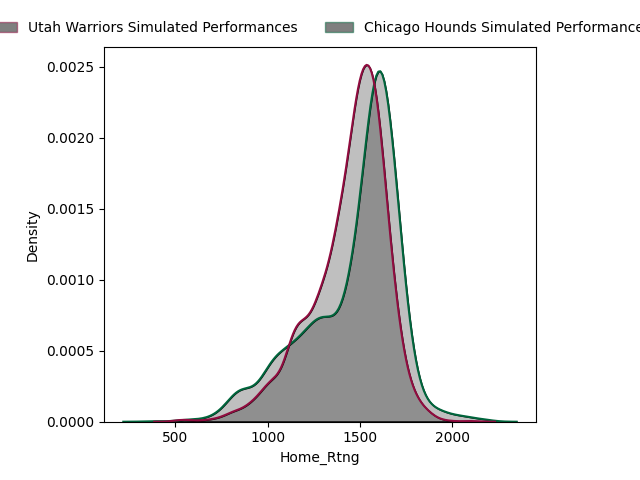 Utah Warriors Simulated Performances
Chicago Hounds Simulated Performance
0.0025
0.0020
0.0015
0.0010
0.0005
0.0000
Density
500
1000
1500
2000
Home_Rtng